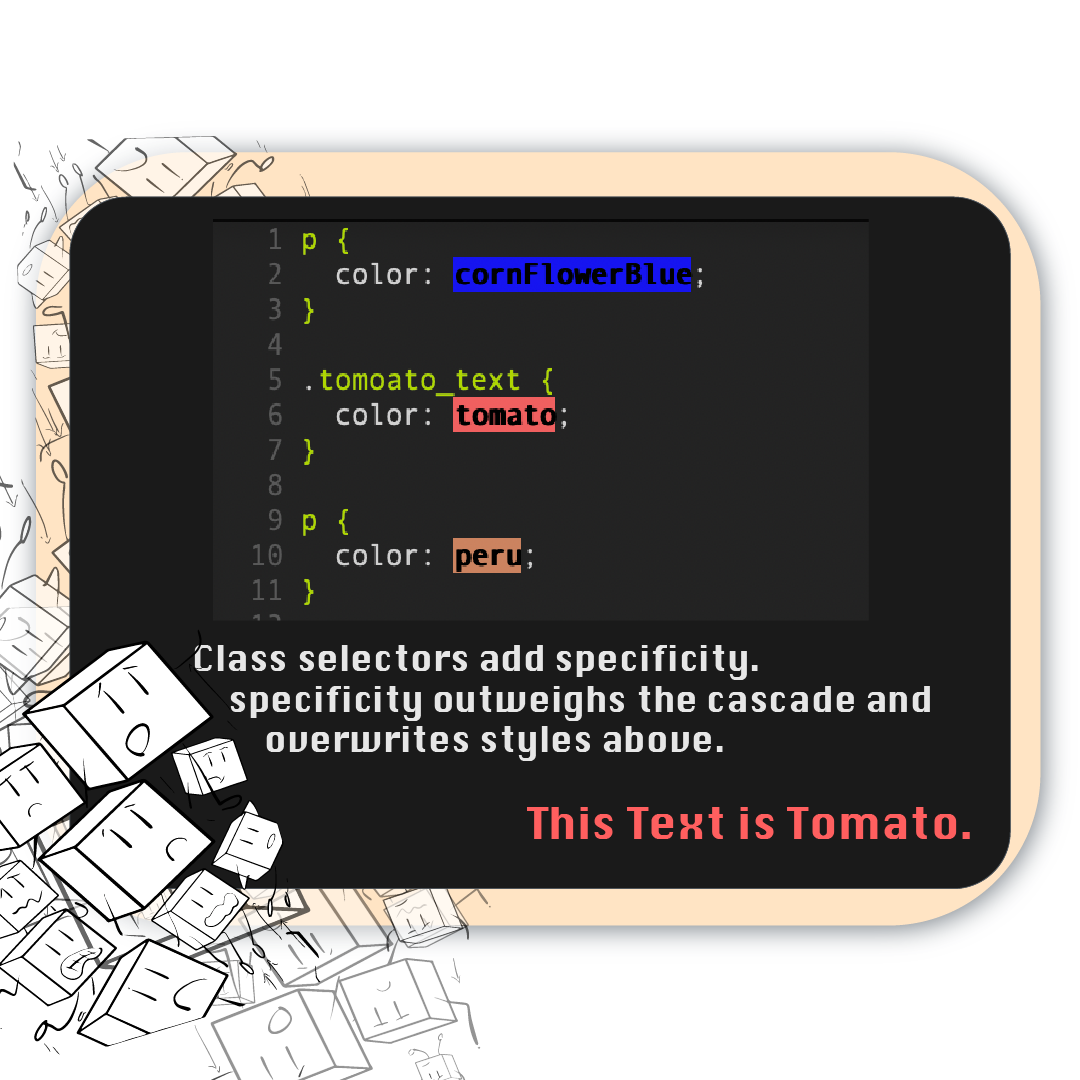 1 p {
2 color: cornFlowerBlue;
3 }
4
5 .tomoato_text {
6 color: tomato;
7 }
8
9 p {
10 color: peru;
11 }
Class selectors add specificity.
specificity outweighs the cascade and
overwrites styles above.
This Text is Tomato.